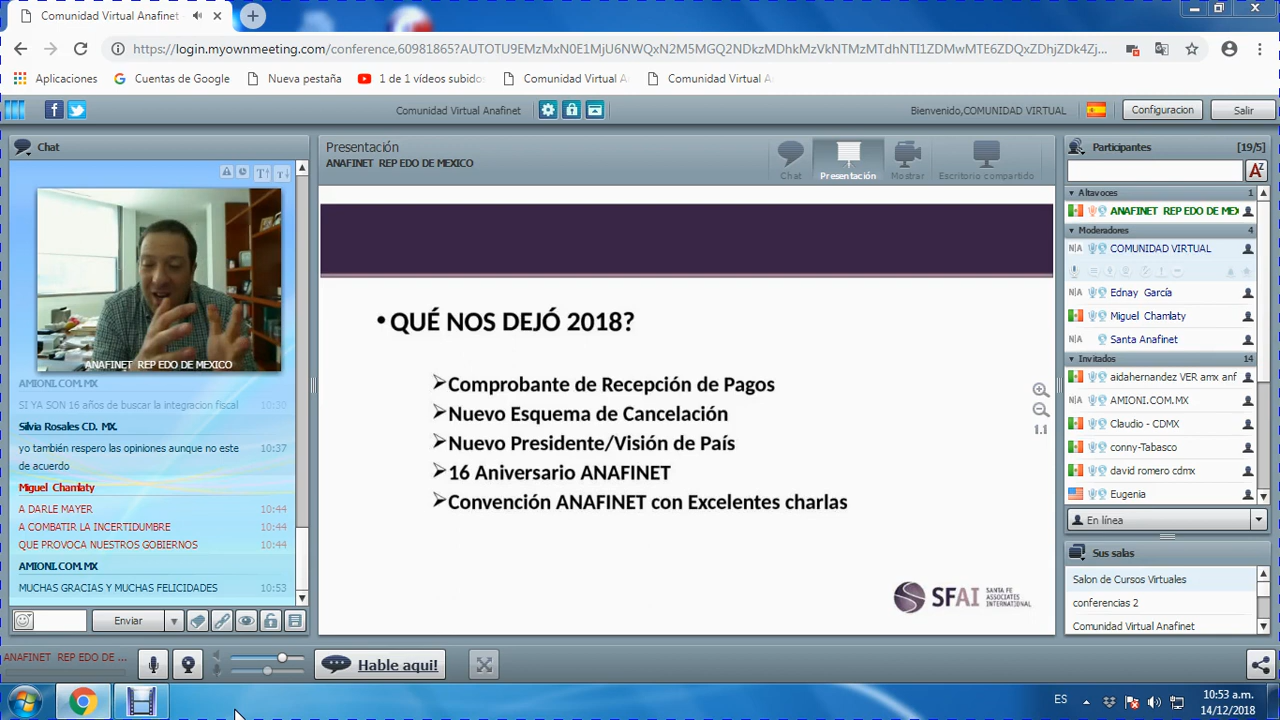 Comunidad Virtual Anafinet
https://login.myownmeeting.com/conference,60981865?AUTOTU9EMzMxN0E1MjU6NWQxN2M5MGQ2NDkzMDhkMzVkNTMzMTdhNTI1ZDMwMTE6ZDQxZDhjZDk4Zj...
Aplicaciones
Cuentas de Google
Nueva pestaña
1 de 1 vídeos subidos
Comunidad Virtual A
Comunidad Virtual A
Comunidad Virtual Anafinet
Bienvenido,COMUNIDAD VIRTUAL
Configuracion
Salir
Chat
ANAFINET REP EDO DE MEXICO
AMIONI.COM.MX
SI YA SON 16 años de buscar la integracion fiscal 10:30
Silvia Rosales CD. MX.
yo también respero las opiniones aunque no este 10:37
de acuerdo
Miguel Chamlaty
A DARLE MAYER 10:44
A COMBATIR LA INCERTIDUMBRE 10:44
QUE PROVOCA NUESTROS GOBIERNOS 10:44
AMIONI.COM.MX
MUCHAS GRACIAS Y MUCHAS FELICIDADES 10:53
Enviar
Presentación
ANAFINET REP EDO DE MEXICO
Chat
Presentación
Mostrar
Escritorio compartido
• QUÉ NOS DEJÓ 2018?
Comprobante de Recepción de Pagos
Nuevo Esquema de Cancelación
Nuevo Presidente/Visión de País
16 Aniversario ANAFINET
Convención ANAFINET con Excelentes charlas
SFAI SANTA FE
ASSOCIATES
INTERNATIONAL
1.1
Participantes [19/5]
Altavoces 1
ANAFINET REP EDO DE MEX
Moderadores 4
N/A COMUNIDAD VIRTUAL
N/A Ednay García
Miguel Chamlaty
N/A Santa Anafinet
Invitados 14
aidahernandez VER amx anf
N/A AMIONI.COM.MX
Claudio - CDMX
conny-Tabasco
david romero cdmx
Eugenia
En línea
Sus salas
Salon de Cursos Virtuales
conferencias 2
Comunidad Virtual Anafinet
ANAFINET REP EDO DE ...
Hable aqui!
ES
10:53 a.m.
14/12/2018